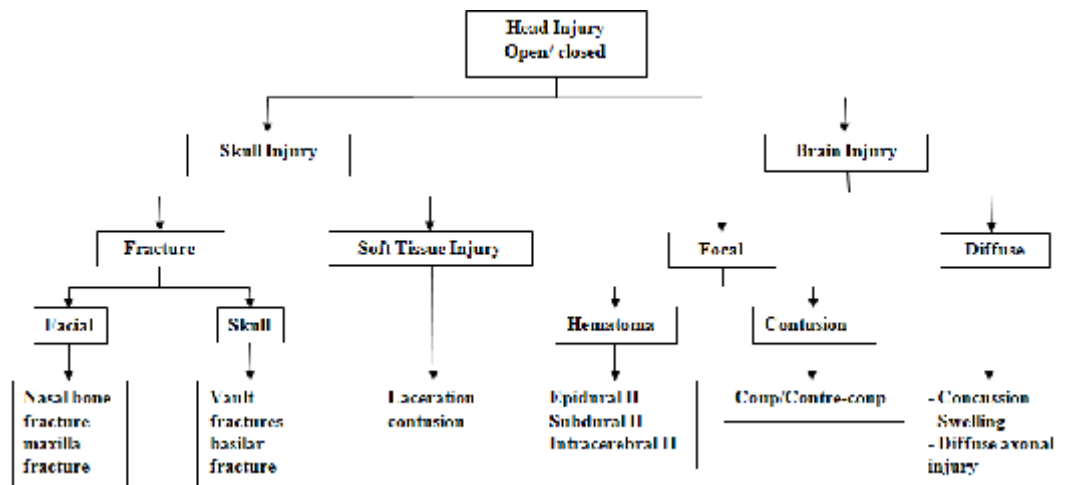 Head Injury
Open/ closed
Skull Injury
Brain Injury
Fracture
Soft Tissue Injury
Focal
Diffuse
Facial
Skull
Hematoma
Contusion
Nasal bone
fracture
maxilla
fracture
Vault
fractures
basilar
fracture
Laceration
contusion
Epidural H
Subdural H
Intracerebral H
Coup/Contre-coup
- Concussion
Swelling
- Diffuse axonal
injury